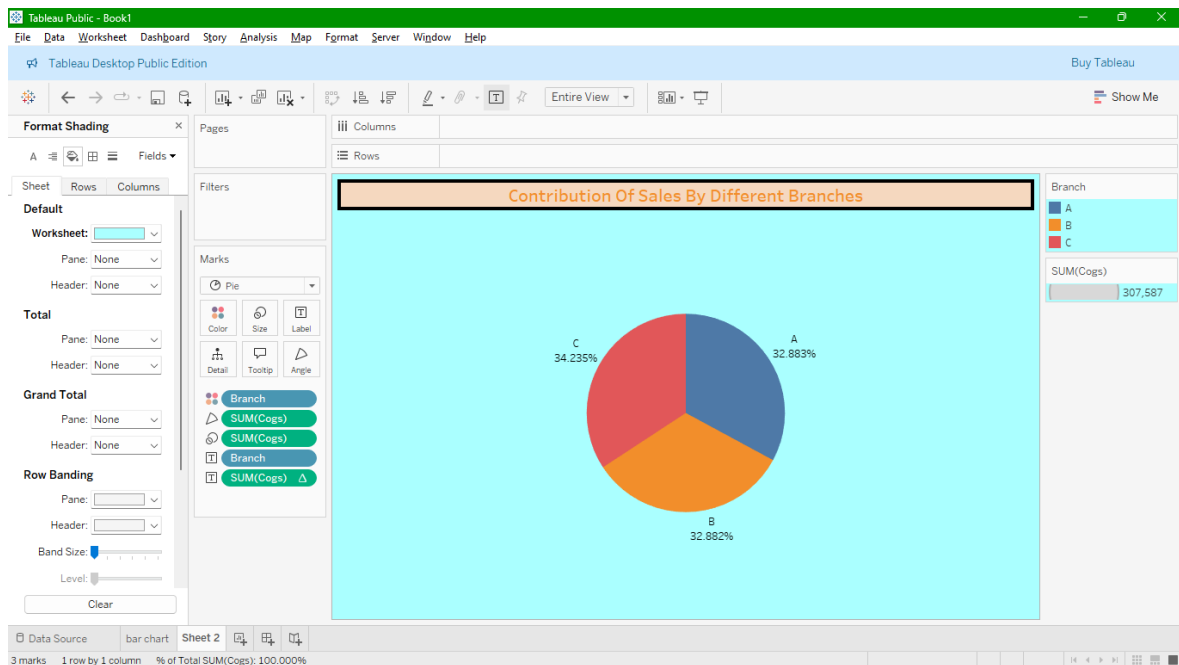 Tableau Public - Book1
File Data Worksheet Dashboard Story Analysis Map Format Server Window Help
Tableau Desktop Public Edition
Buy Tableau
Entire View
Show Me
Format Shading
Fields
Sheet Rows Columns
Default
Worksheet:
Pane: None
Header: None
Total
Pane: None
Header: None
Grand Total
Pane: None
Header: None
Row Banding
Pane:
Header:
Band Size:
Level:
Clear
Pages
Filters
Marks
Pie
Color Size Label
Detail Tooltip Angle
Branch
SUM(Cogs)
SUM(Cogs)
Branch
SUM(Cogs) Δ
Columns
Rows
Contribution Of Sales By Different Branches
C
34.235%
A
32.883%
B
32.882%
Branch
A
B
C
SUM(Cogs)
307,587
Data Source bar chart Sheet 2
3 marks 1 row by 1 column % of Total SUM(Cogs): 100.000%